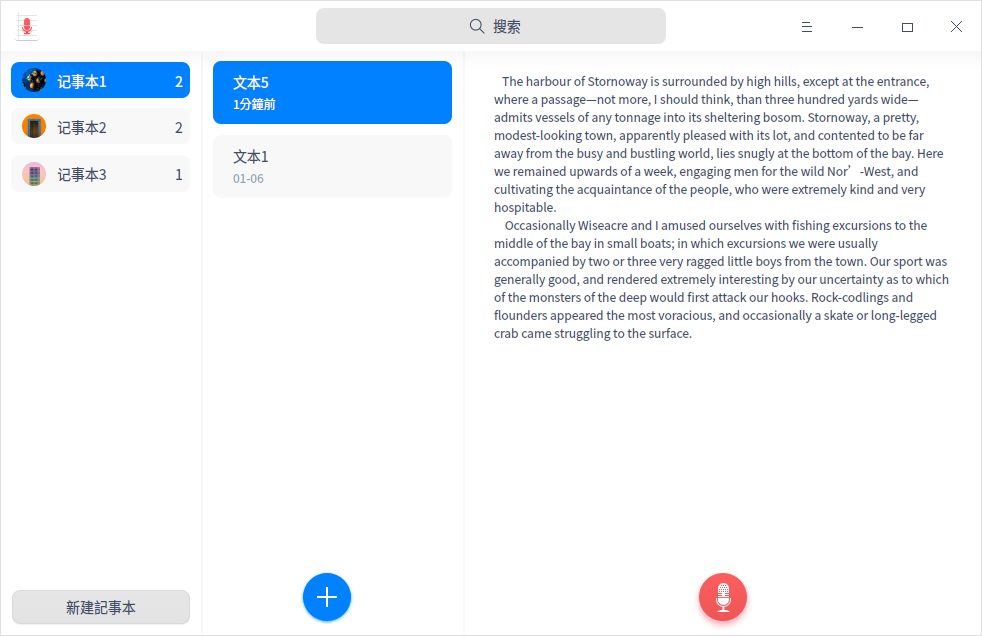 搜索
记事本1 2
记事本2 2
记事本3 1
新建記事本
文本5
1分鐘前
文本1
01-06
The harbour of Stornoway is surrounded by high hills, except at the entrance,
where a passage—not more, I should think, than three hundred yards wide—
admits vessels of any tonnage into its sheltering bosom. Stornoway, a pretty,
modest-looking town, apparently pleased with its lot, and contented to be far
away from the busy and bustling world, lies snugly at the bottom of the bay. Here
we remained upwards of a week, engaging men for the wild Nor’-West, and
cultivating the acquaintance of the people, who were extremely kind and very
hospitable.
Occasionally Wiseacre and I amused ourselves with fishing excursions to the
middle of the bay in small boats; in which excursions we were usually
accompanied by two or three very ragged little boys from the town. Our sport was
generally good, and rendered extremely interesting by our uncertainty as to which
of the monsters of the deep would first attack our hooks. Rock-codlings and
flounders appeared the most voracious, and occasionally a skate or long-legged
crab came struggling to the surface.